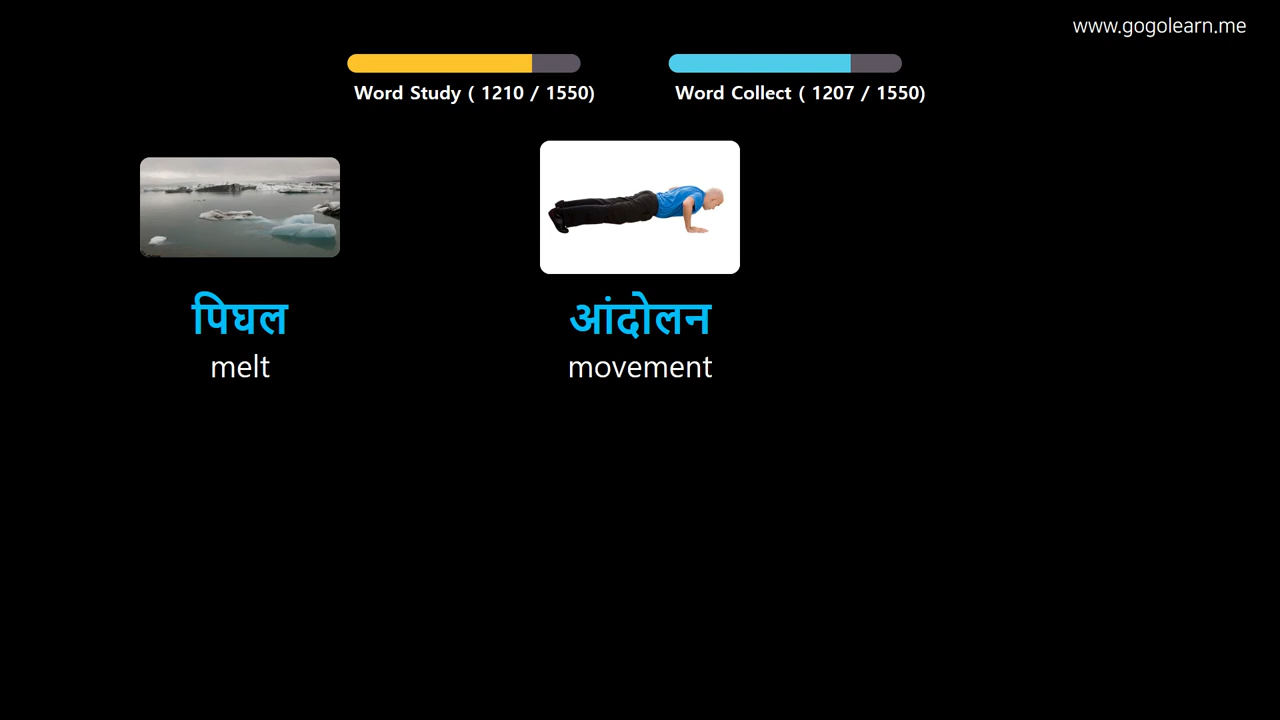 www.gogolearn.me
Word Study ( 1210 / 1550)
Word Collect ( 1207 / 1550)
पिघल
melt
आंदोलन
movement